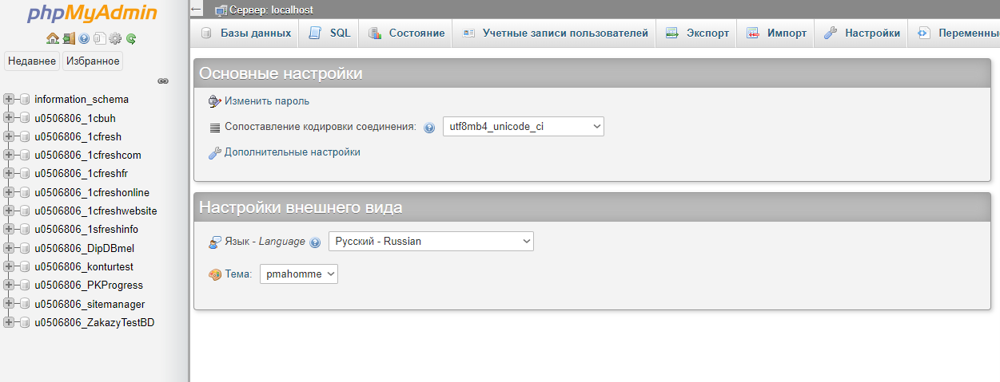 phpMyAdmin
Недавнее Избранное
information_schema
u0506806_1cbuh
u0506806_1cfresh
u0506806_1cfreshcom
u0506806_1cfreshfr
u0506806_1cfreshonline
u0506806_1cfreshwebsite
u0506806_1sfreshinfo
u0506806_DipDBmel
u0506806_konturtest
u0506806_PKProgress
u0506806_sitemanager
u0506806_ZakazyTestBD
Сервер: localhost
Базы данных SQL Состояние Учетные записи пользователей Экспорт Импорт Настройки Переменные
Основные настройки
Изменить пароль
Сопоставление кодировки соединения: utf8mb4_unicode_ci
Дополнительные настройки
Настройки внешнего вида
Язык - Language Русский - Russian
Тема: pmahomme